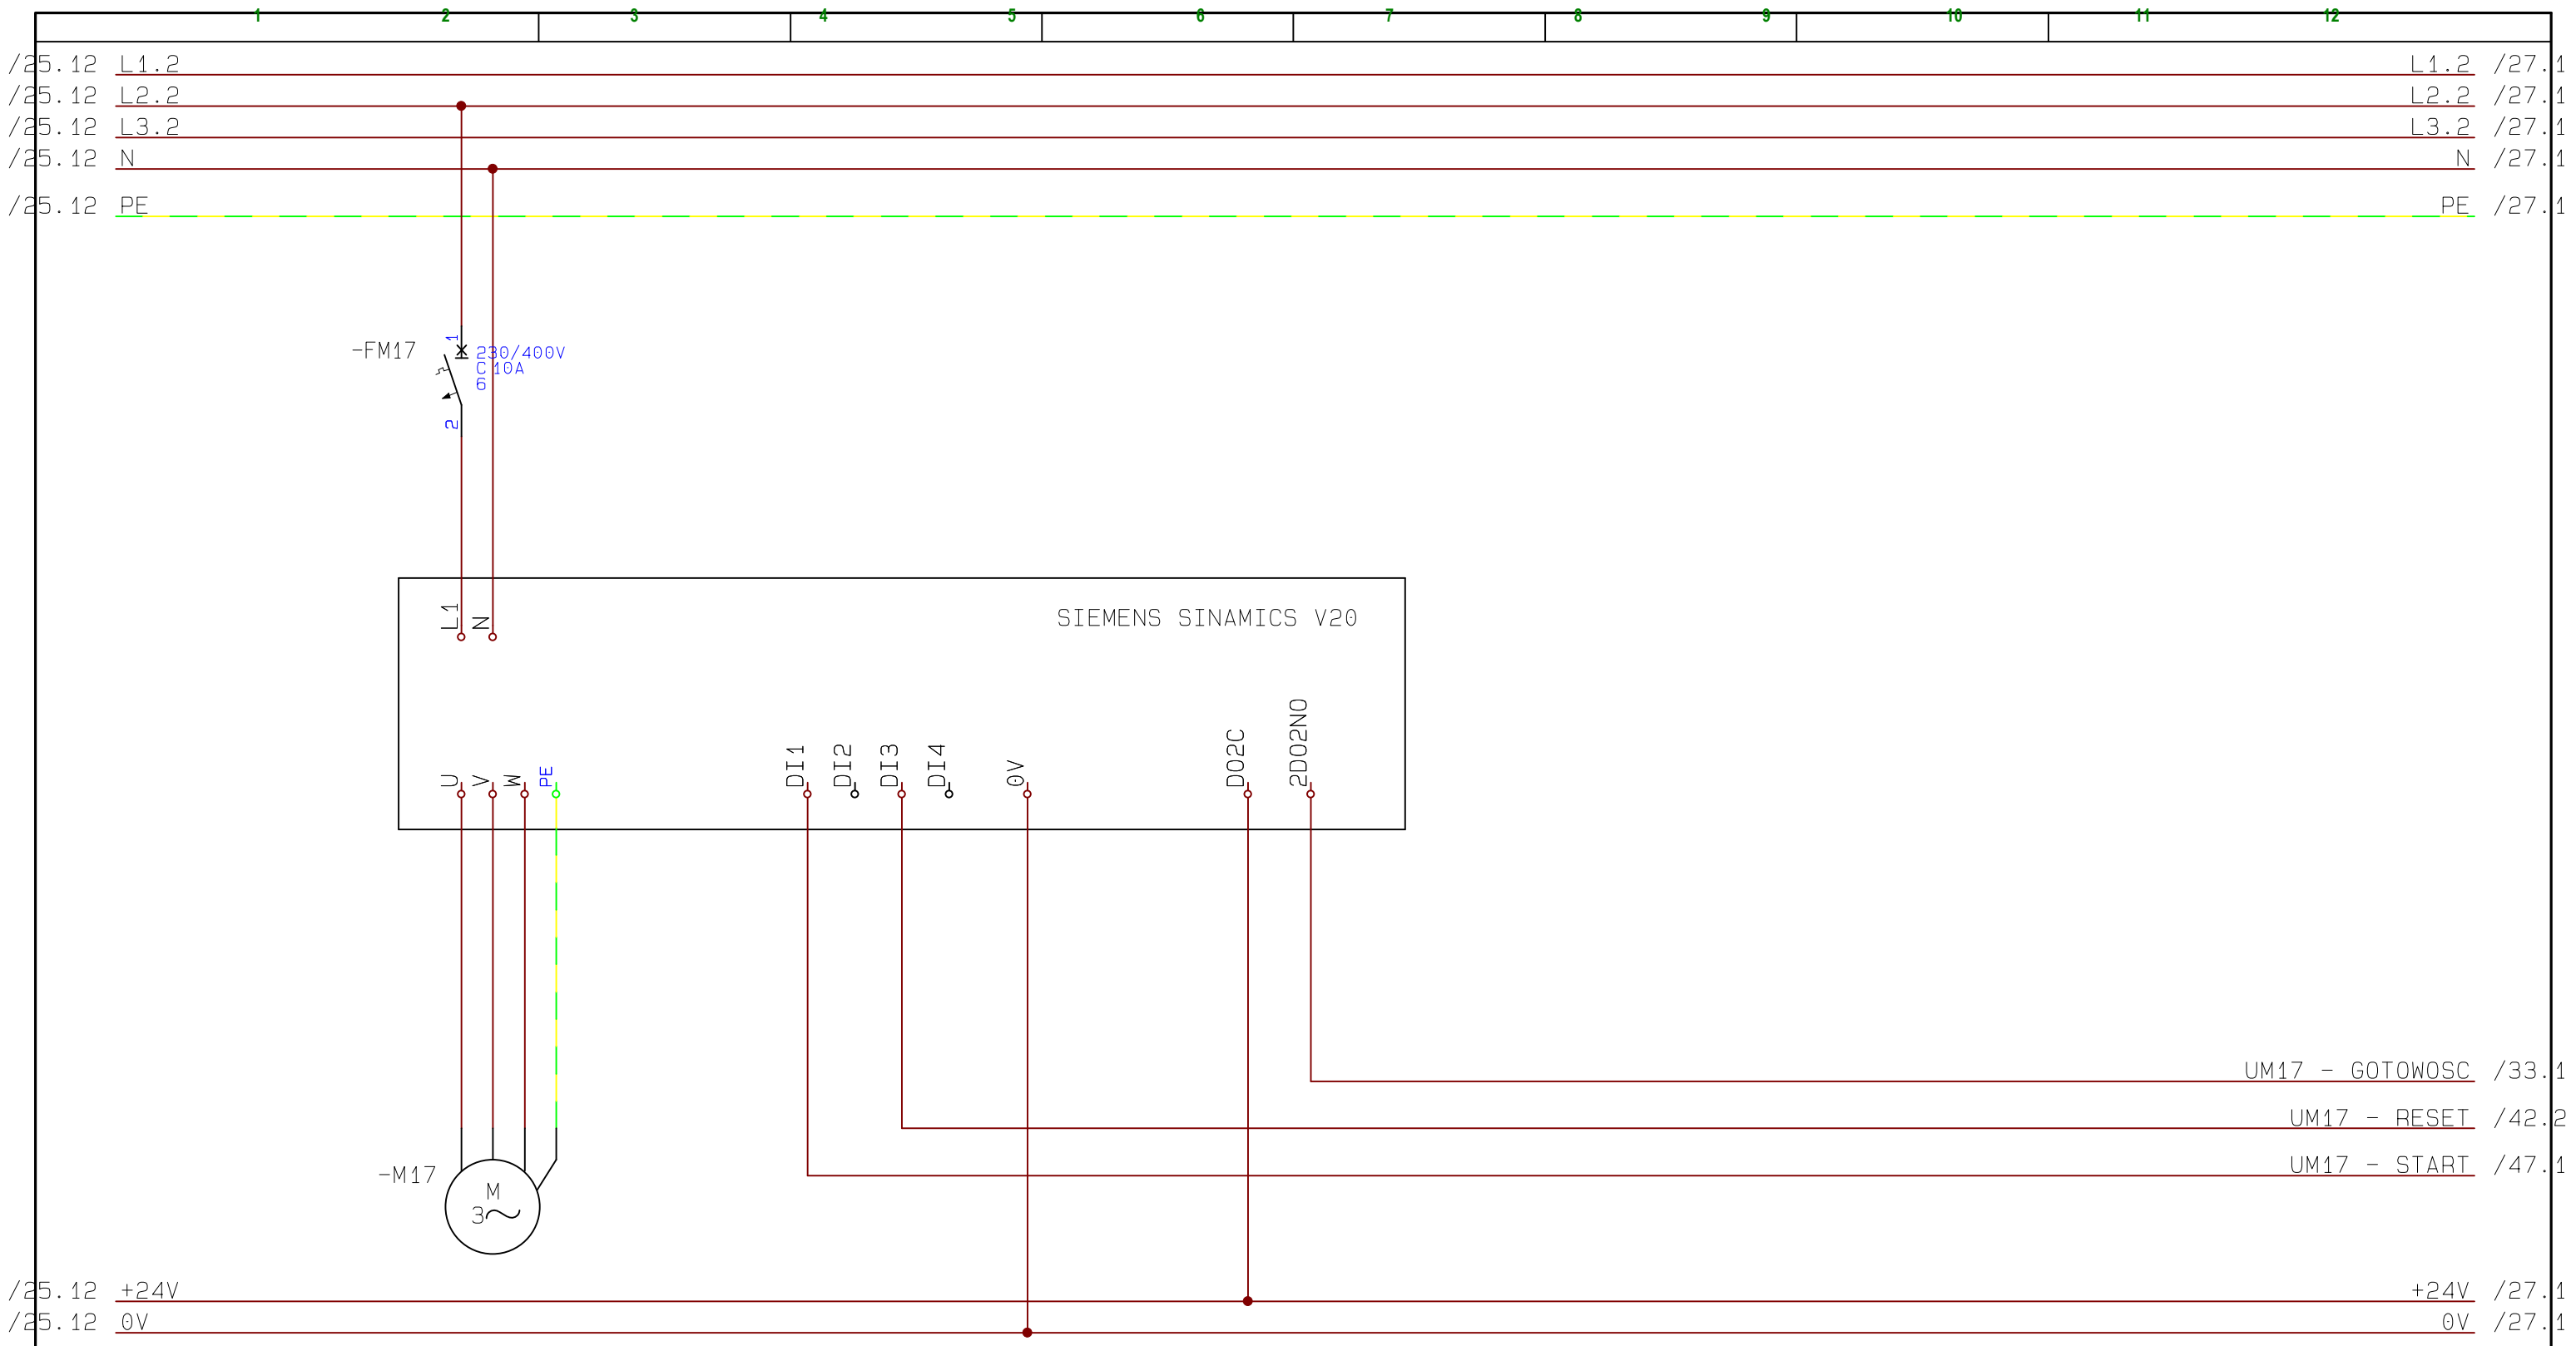 1 2 3 4 5 6 7 8 9 10 11 12
/25.12 L1.2 L1.2 /27.1
/25.12 L2.2 L2.2 /27.1
/25.12 L3.2 L3.2 /27.1
/25.12 N N /27.1
/25.12 PE PE /27.1
1
-FM17 230/400V
C 10A
6
2
L1 N SIEMENS SINAMICS V20
U V W PE DI1 DI2 DI3 DI4 0V DO2C 2DO2NO
UM17 - GOTOWOSC /33.1
UM17 - RESET /42.2
UM17 - START /47.1
-M17
M
3~
/25.12 +24V +24V /27.1
/25.12 0V 0V /27.1